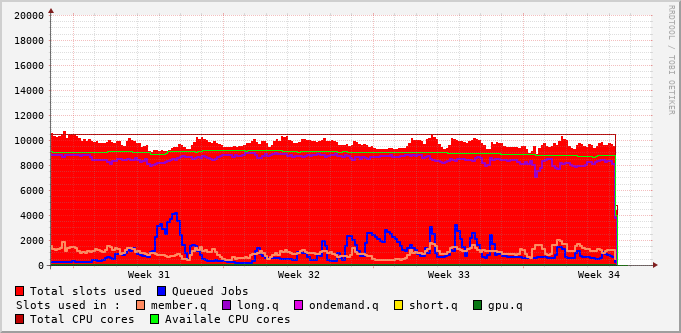 20000
18000
16000
14000
12000
10000
8000
6000
4000
2000
0
Week 31 Week 32 Week 33 Week 34
RRDTOOL / TOBI OETIKER
Total slots used Queued Jobs
Slots used in : member.q long.q ondemand.q short.q gpu.q
Total CPU cores Availale CPU cores